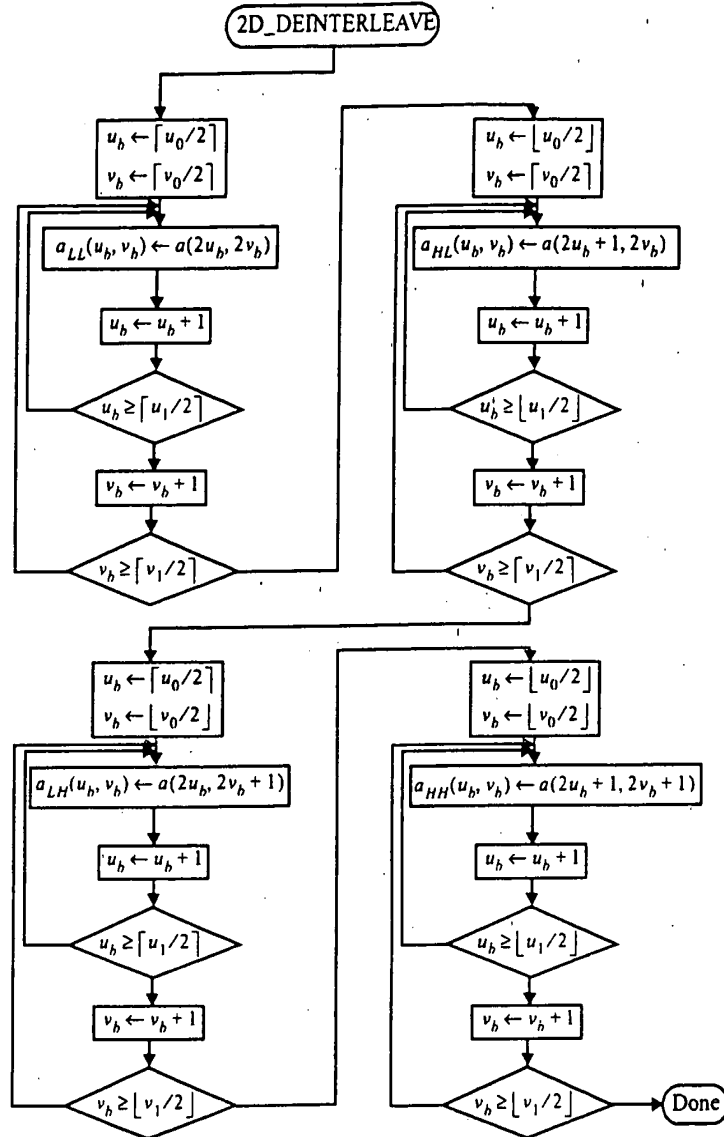 2D_DEINTERLEAVE
u_b ← ⌈u_0/2⌉
v_b ← ⌈v_0/2⌉
a_LL(u_b, v_b) ← a(2u_b, 2v_b)
u_b ← u_b + 1
u_b ≥ ⌈u_1/2⌉
v_b ← v_b + 1
v_b ≥ ⌈v_1/2⌉
u_b ← ⌊u_0/2⌋
v_b ← ⌈v_0/2⌉
a_HL(u_b, v_b) ← a(2u_b + 1, 2v_b)
u_b ← u_b + 1
u_b ≥ ⌊u_1/2⌋
v_b ← v_b + 1
v_b ≥ ⌈v_1/2⌉
u_b ← ⌈u_0/2⌉
v_b ← ⌊v_0/2⌋
a_LH(u_b, v_b) ← a(2u_b, 2v_b + 1)
u_b ← u_b + 1
u_b ≥ ⌈u_1/2⌉
v_b ← v_b + 1
v_b ≥ ⌊v_1/2⌋
u_b ← ⌊u_0/2⌋
v_b ← ⌊v_0/2⌋
a_HH(u_b, v_b) ← a(2u_b + 1, 2v_b + 1)
u_b ← u_b + 1
u_b ≥ ⌊u_1/2⌋
v_b ← v_b + 1
v_b ≥ ⌊v_1/2⌋
Done